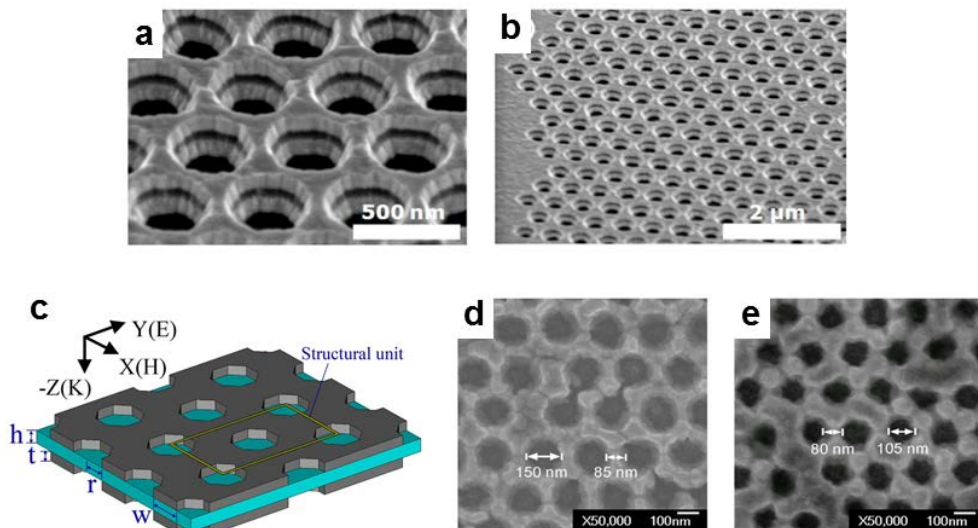 a
b
500 nm
2 µm
c
Y(E)
X(H)
-Z(K)
Structural unit
h
t
r
w
d
150 nm
85 nm
X50,000 100nm
e
80 nm
105 nm
X50,000 100nm